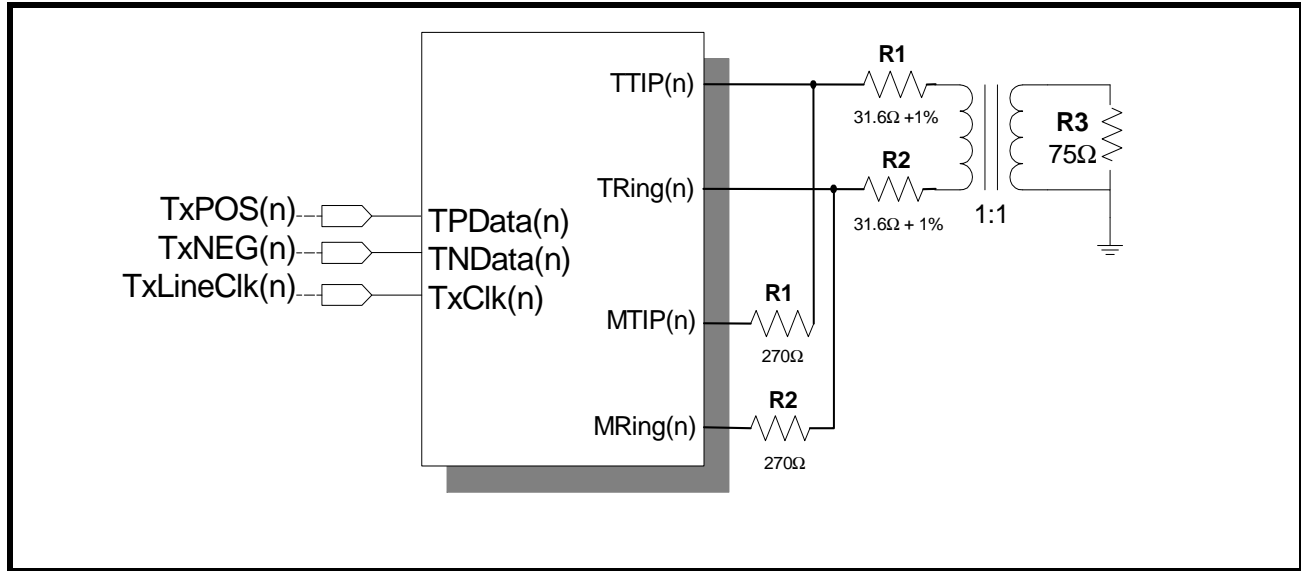 TxPOS(n)
TxNEG(n)
TxLineClk(n)
TPData(n)
TNData(n)
TxClk(n)
TTIP(n)
TRing(n)
MTIP(n)
MRing(n)
R1
31.6Ω +1%
R2
31.6Ω + 1%
1:1
R3
75Ω
R1
270Ω
R2
270Ω